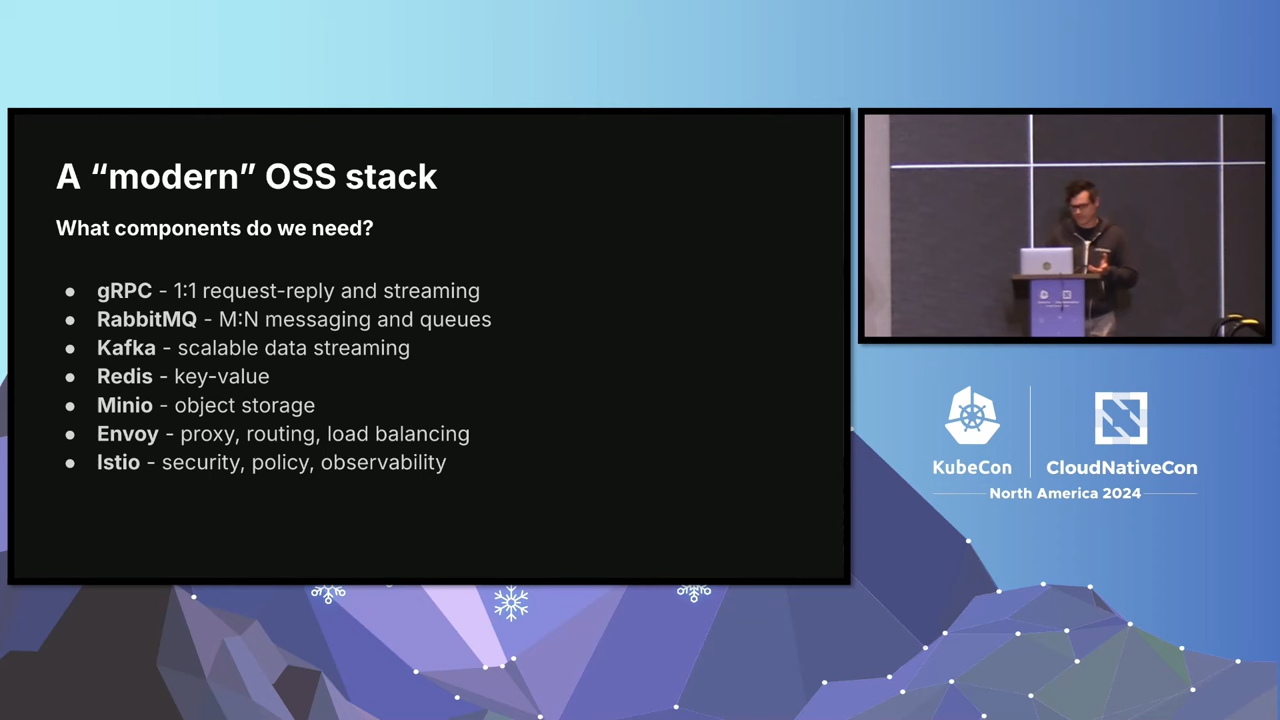 A “modern” OSS stack
What components do we need?
● gRPC - 1:1 request-reply and streaming
● RabbitMQ - M:N messaging and queues
● Kafka - scalable data streaming
● Redis - key-value
● Minio - object storage
● Envoy - proxy, routing, load balancing
● Istio - security, policy, observability
KubeCon
CloudNativeCon
North America 2024